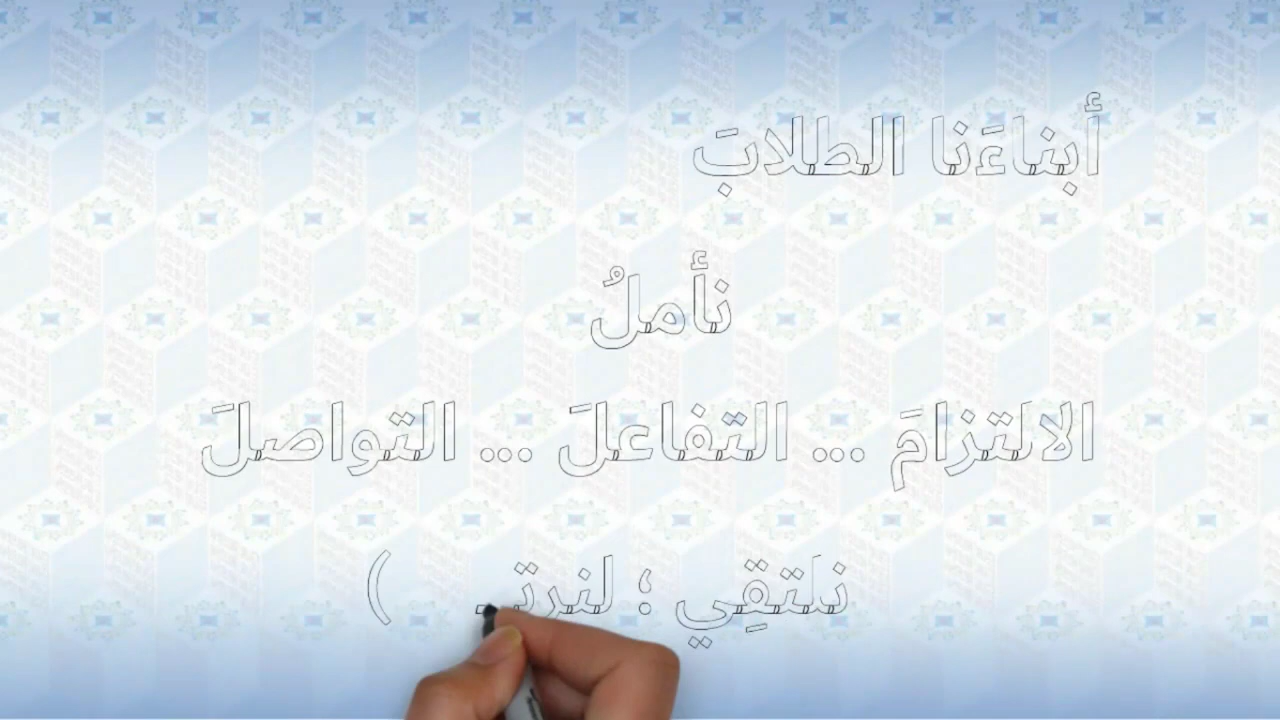 أبناءَنا الطلابَ
نأملُ
الالتزامَ ... التفاعلَ ... التواصلَ
نلتقِي ؛ لنرتـ (